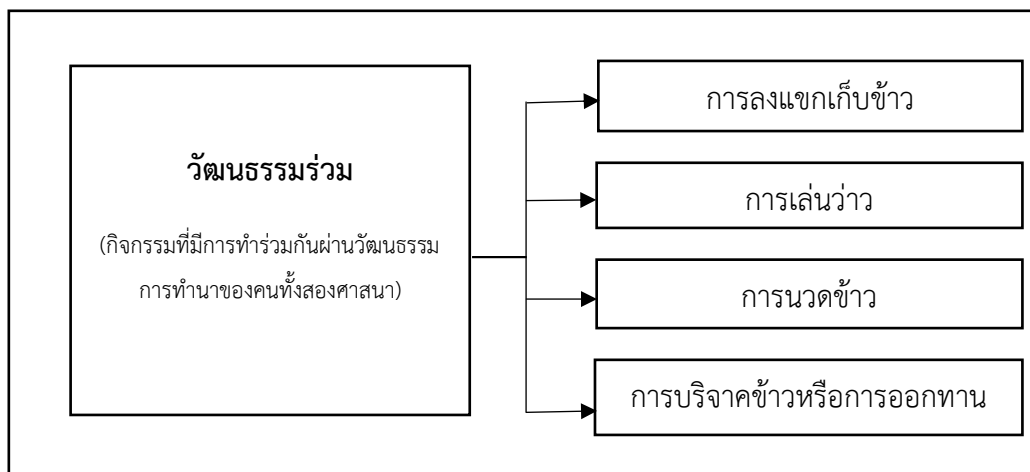 วัฒนธรรมร่วม
(กิจกรรมที่มีการทำร่วมกันผ่านวัฒนธรรม
การทำนาของคนทั้งสองศาสนา)
การลงแขกเก็บข้าว
การเล่นว่าว
การนวดข้าว
การบริจาคข้าวหรือการออกทาน